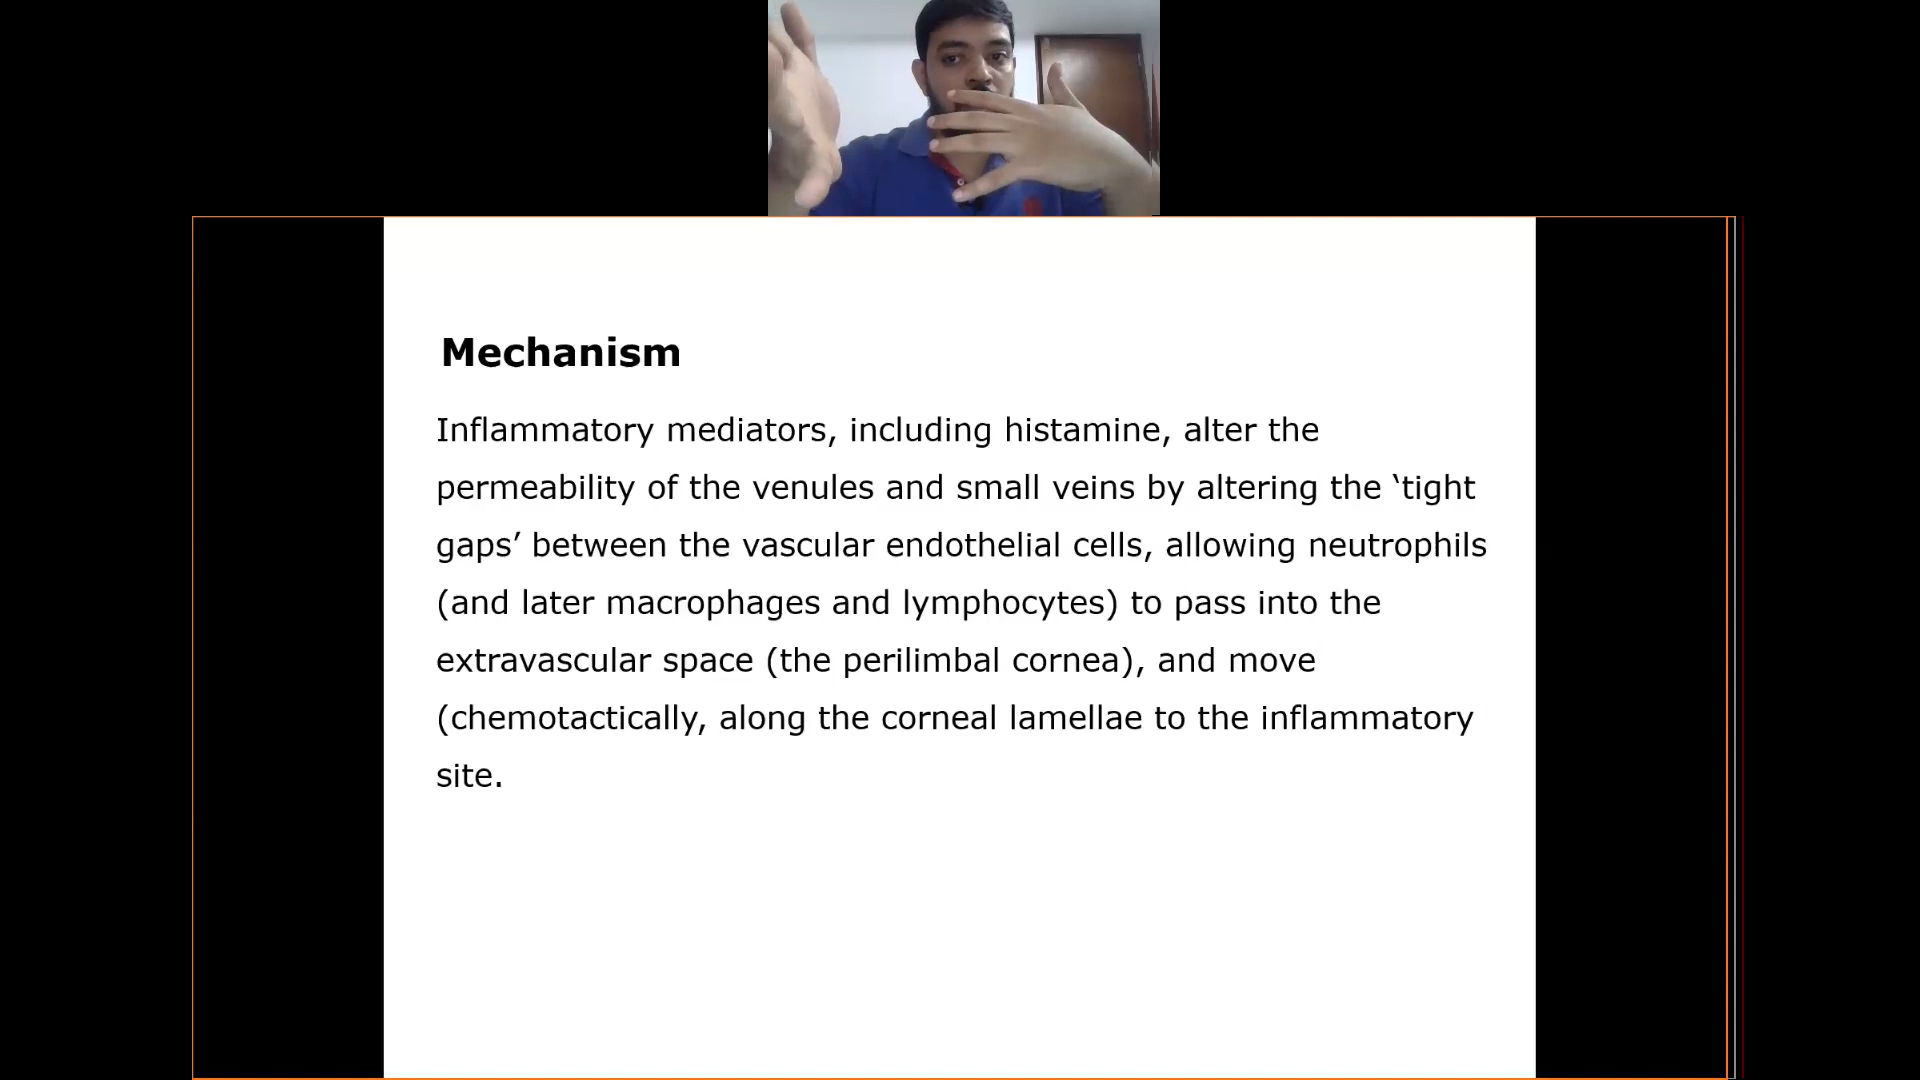 Mechanism
Inflammatory mediators, including histamine, alter the
permeability of the venules and small veins by altering the ‘tight
gaps’ between the vascular endothelial cells, allowing neutrophils
(and later macrophages and lymphocytes) to pass into the
extravascular space (the perilimbal cornea), and move
(chemotactically, along the corneal lamellae to the inflammatory
site.